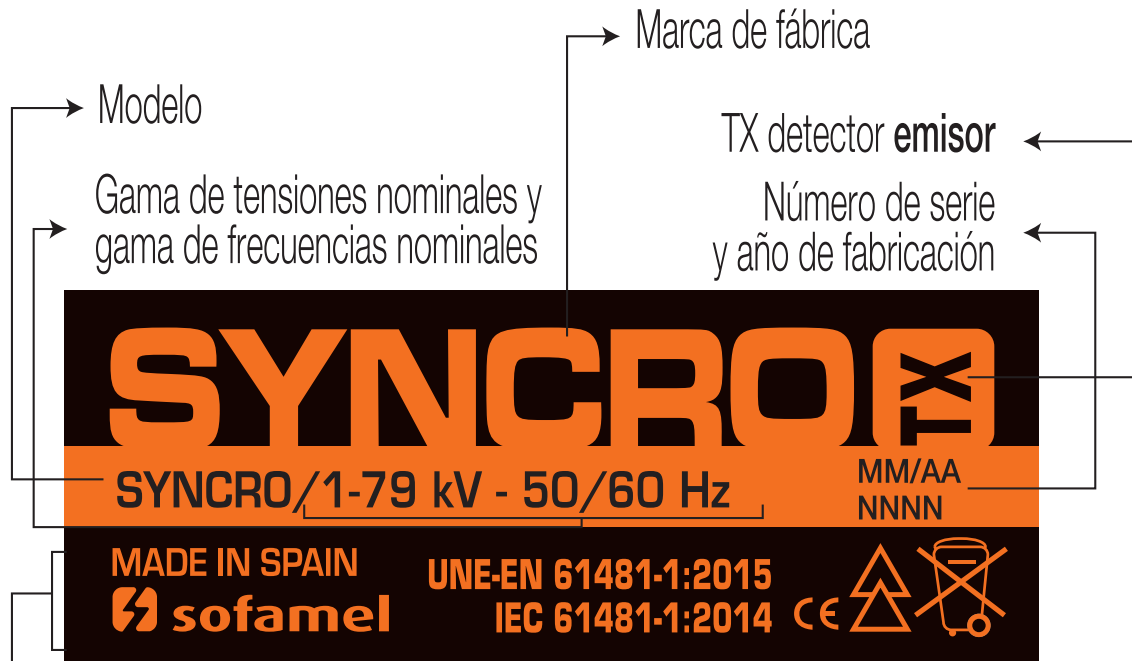 Marca de fábrica
Modelo
TX detector emisor
Gama de tensiones nominales y
gama de frecuencias nominales
Número de serie
y año de fabricación
SYNCRO TX
SYNCRO/1-79 kV - 50/60 Hz
MM/AA
NNNN
MADE IN SPAIN
sofamel
UNE-EN 61481-1:2015
IEC 61481-1:2014
CE